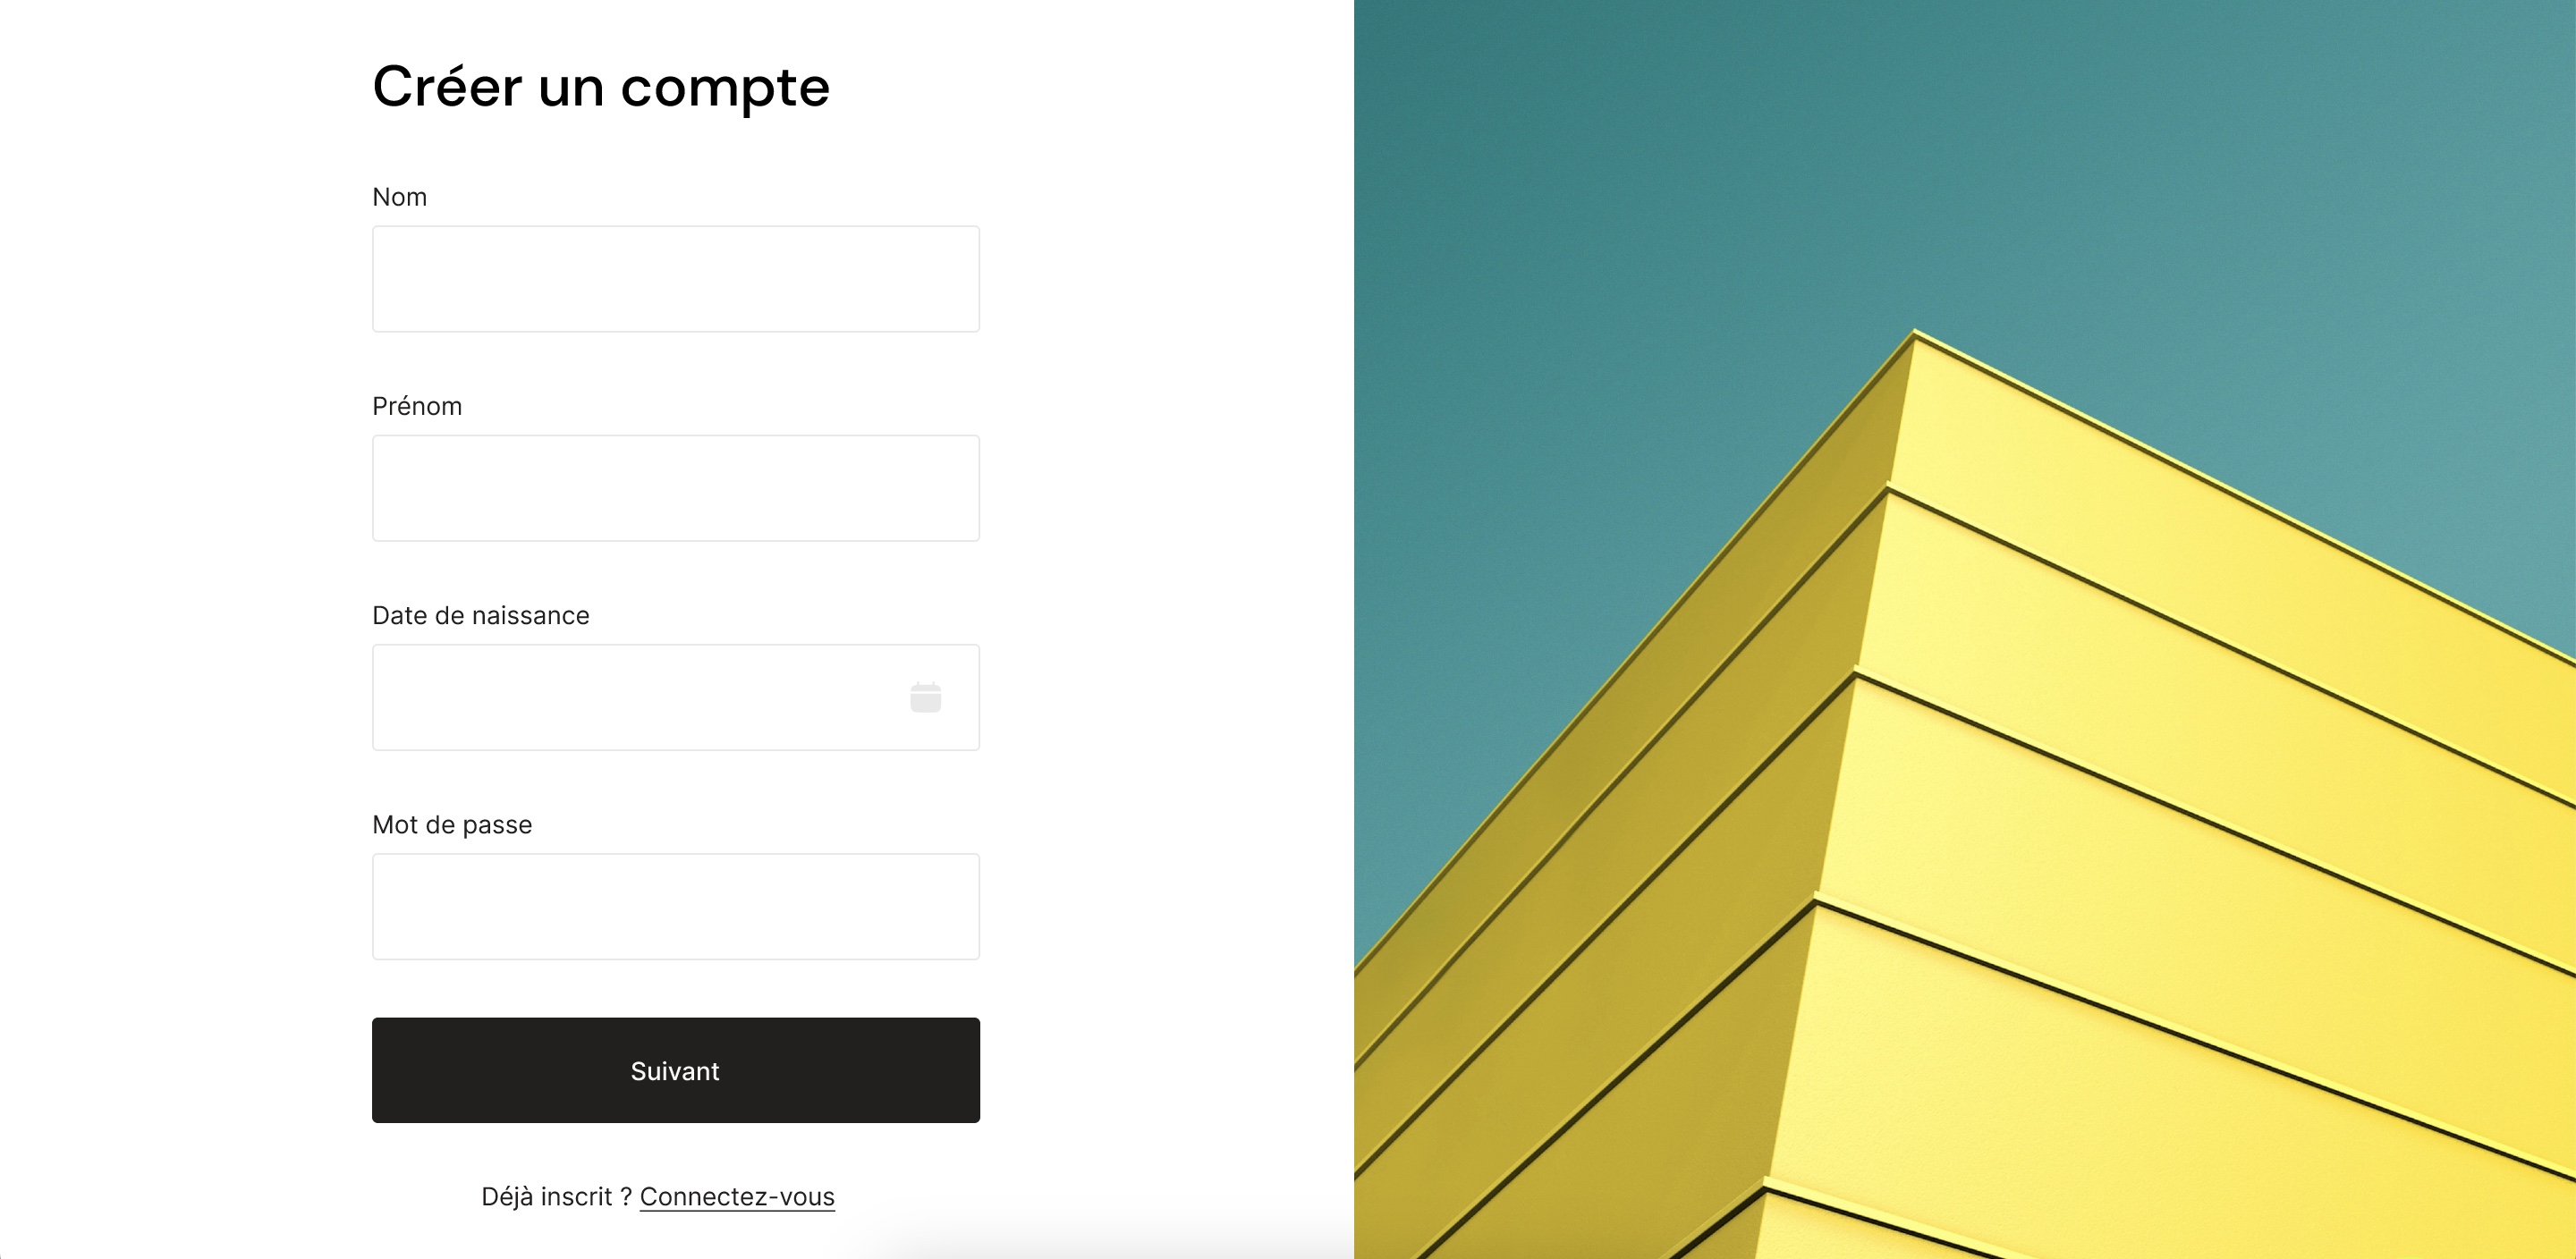 Créer un compte
Nom
Prénom
Date de naissance
Mot de passe
Suivant
Déjà inscrit ? Connectez-vous